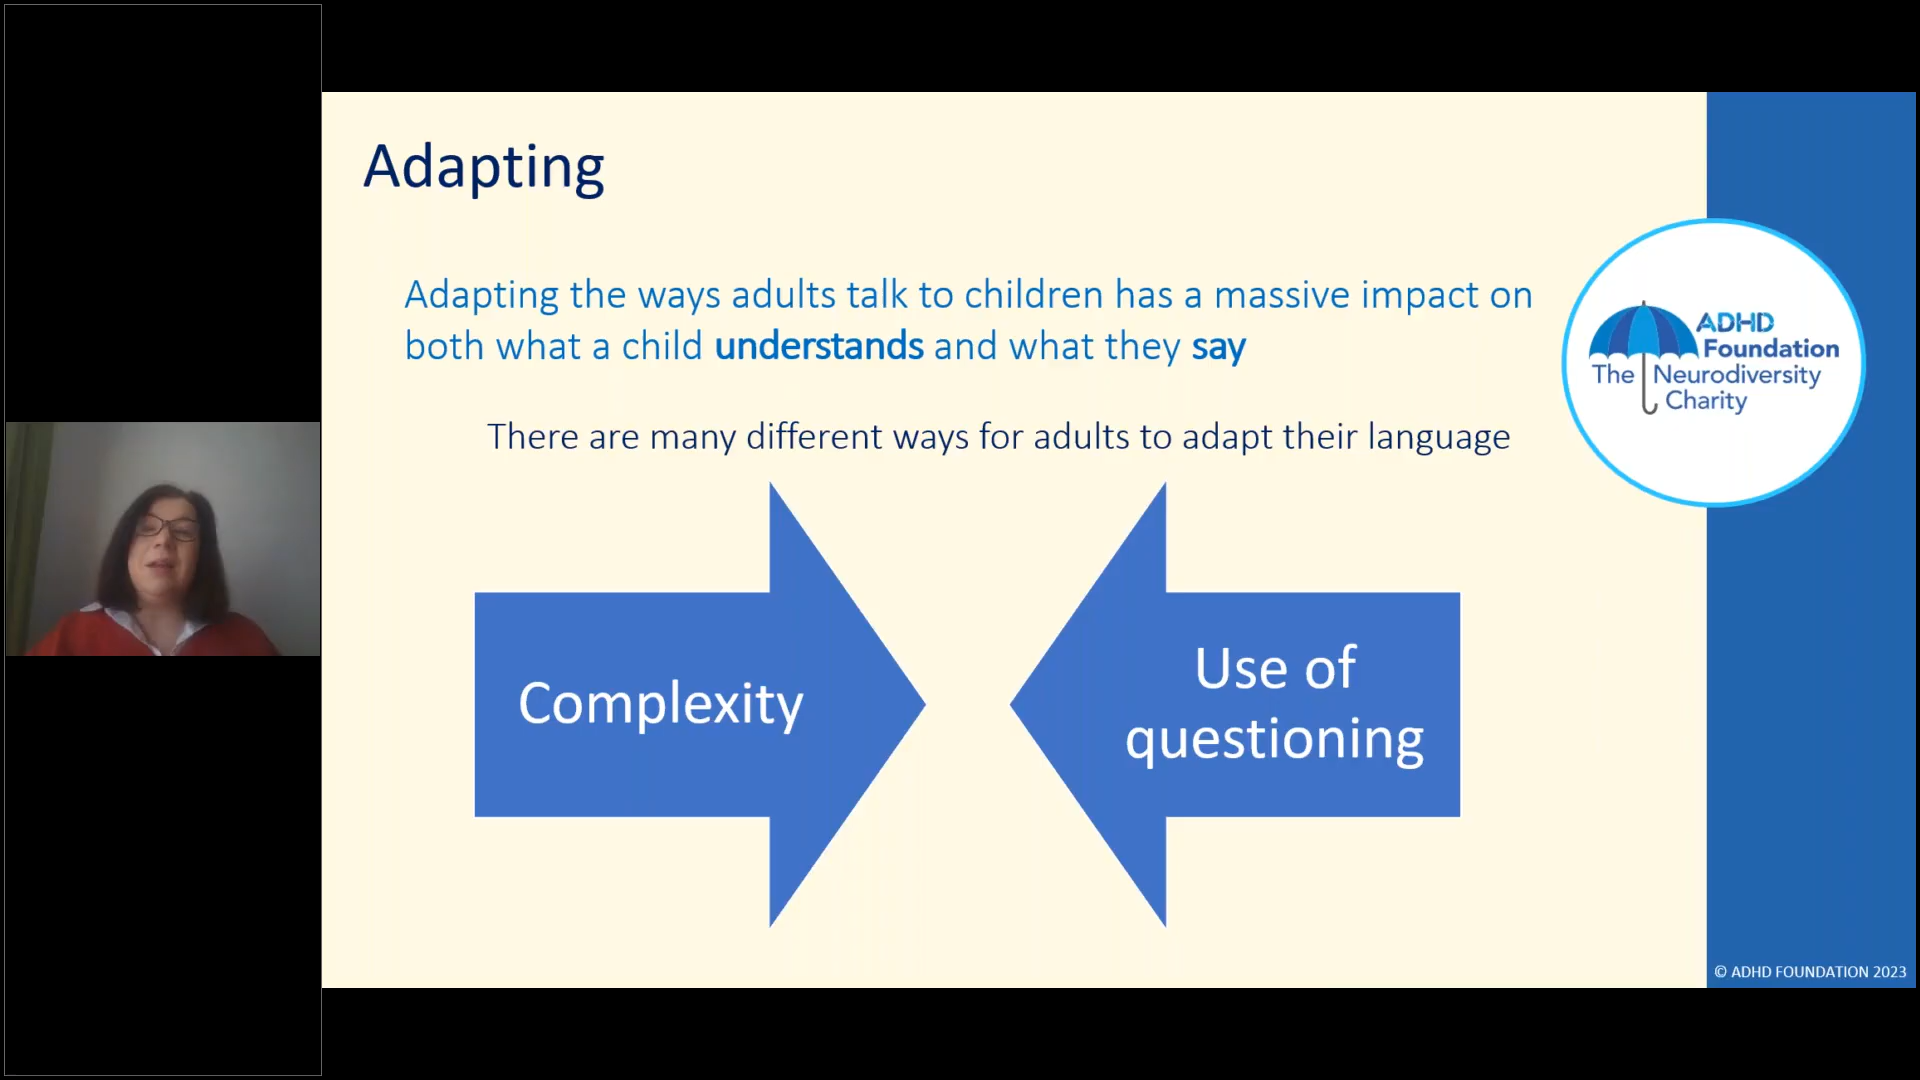 Adapting
Adapting the ways adults talk to children has a massive impact on
both what a child understands and what they say
There are many different ways for adults to adapt their language
Complexity
Use of
questioning
ADHD
Foundation
The Neurodiversity
Charity
© ADHD FOUNDATION 2023